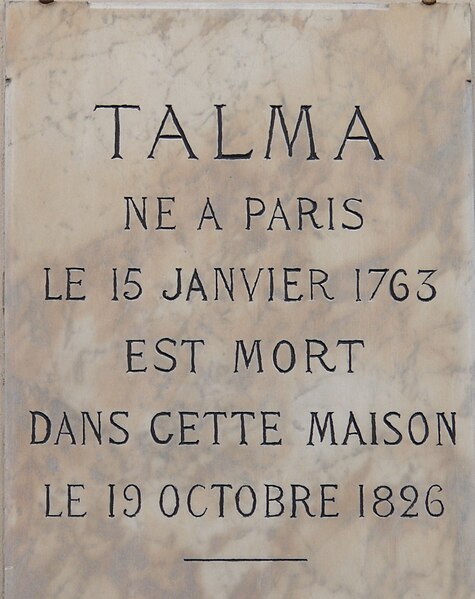 TALMA
NE A PARIS
LE 15 JANVIER 1763
EST MORT
DANS CETTE MAISON
LE 19 OCTOBRE 1826